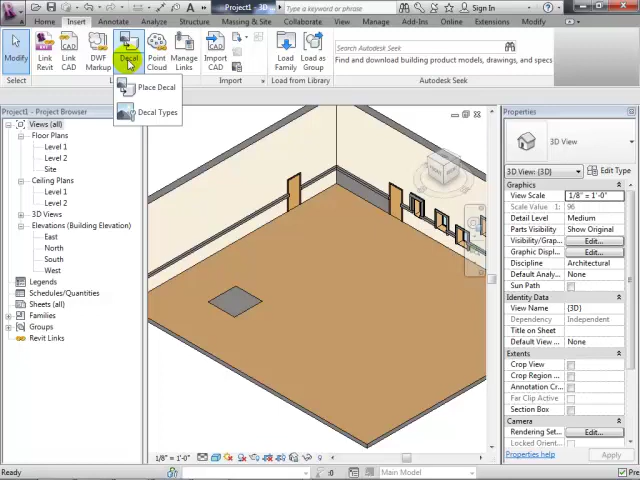 Project1 - 3D
Type a keyword or phrase
Sign In
Home
Insert
Annotate
Analyze
Structure
Massing & Site
Collaborate
View
Manage
Add-Ins
Online
Extensions
Modify
Modify
Link Revit
Link CAD
DWF Markup
Decal
Point Cloud
Manage Links
Import CAD
Load Family
Load as Group
Search Autodesk Seek
Find and download building product models, drawings, and specs
Select
Import
Load from Library
Autodesk Seek
Place Decal
Decal Types
Project1 - Project Browser
Views (all)
Floor Plans
Level 1
Level 2
Site
Ceiling Plans
Level 1
Level 2
3D Views
Elevations (Building Elevation)
East
North
South
West
Legends
Schedules/Quantities
Sheets (all)
Families
Groups
Revit Links
Properties
3D View
3D View: {3D}
Edit Type
Graphics
View Scale 1/8" = 1'-0"
Scale Value 1: 96
Detail Level Medium
Parts Visibility Show Original
Visibility/Grap... Edit...
Graphic Displ... Edit...
Discipline Architectural
Default Analy... None
Sun Path
Identity Data
View Name {3D}
Dependency Independent
Title on Sheet
Default View ... None
Extents
Crop View
Crop Region ...
Annotation Cr...
Far Clip Active
Section Box
Camera
Rendering Set... Edit...
Locked Orient...
Properties help
Apply
1/8" = 1'-0"
Ready
:0
Main Model
Pre